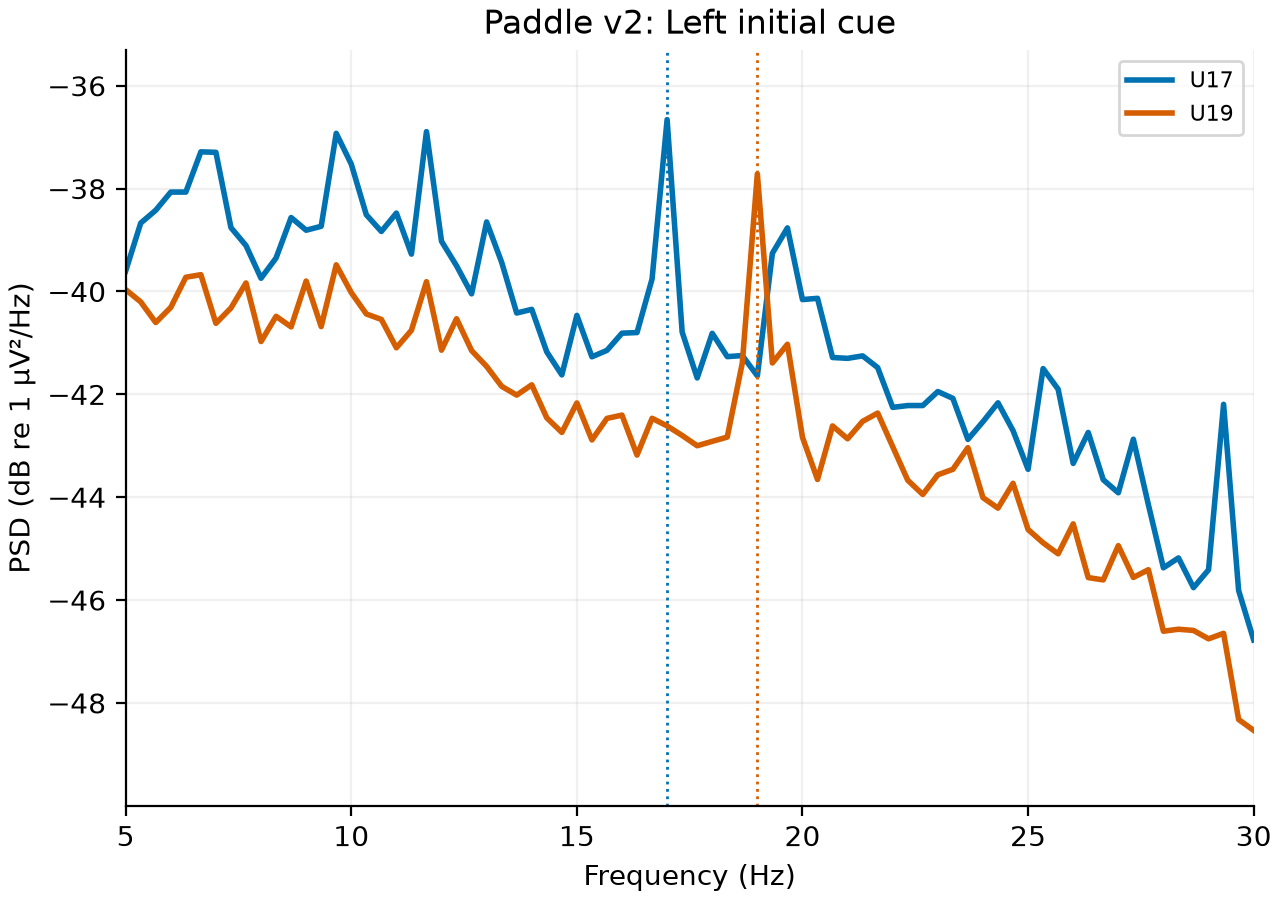 Paddle v2: Left initial cue
U17
U19
PSD (dB re 1 µV²/Hz)
−36
−38
−40
−42
−44
−46
−48
5
10
15
20
25
30
Frequency (Hz)